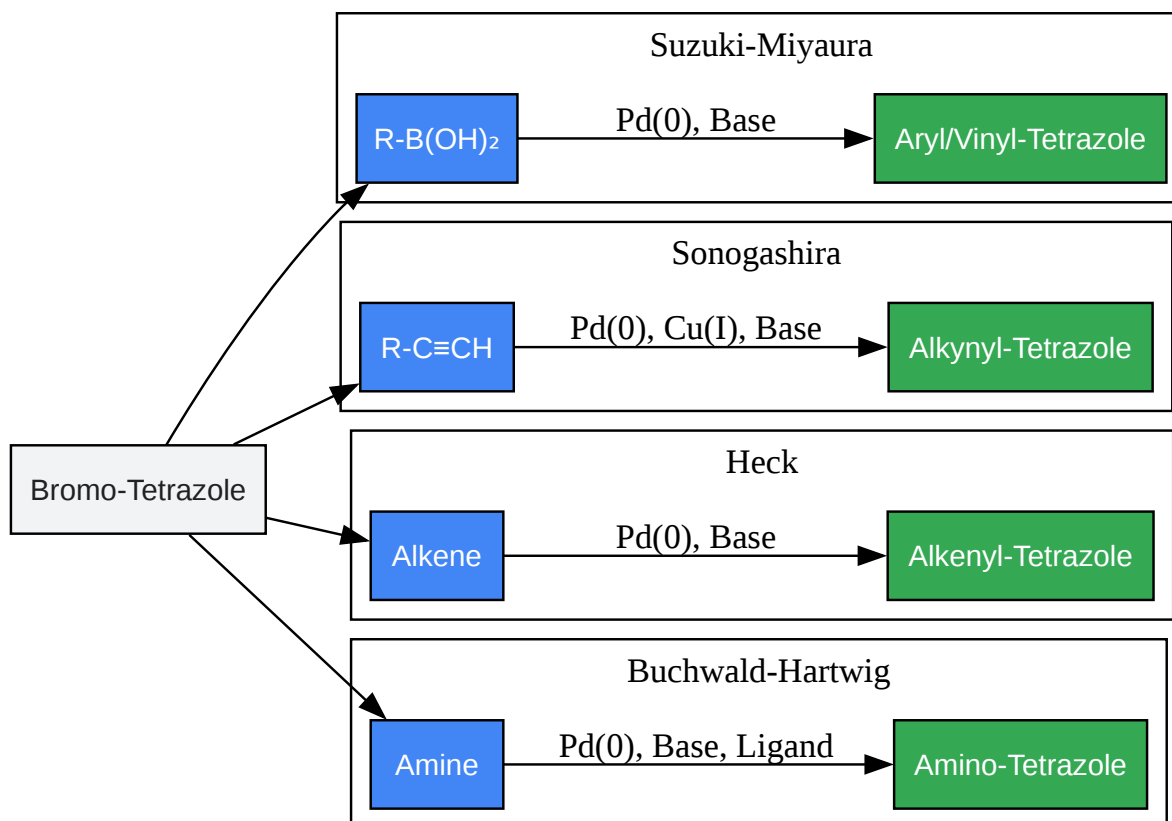 Suzuki-Miyaura
R-B(OH)₂
Pd(0), Base
Aryl/Vinyl-Tetrazole
Sonogashira
R-C≡CH
Pd(0), Cu(I), Base
Alkynyl-Tetrazole
Bromo-Tetrazole
Heck
Alkene
Pd(0), Base
Alkenyl-Tetrazole
Buchwald-Hartwig
Amine
Pd(0), Base, Ligand
Amino-Tetrazole